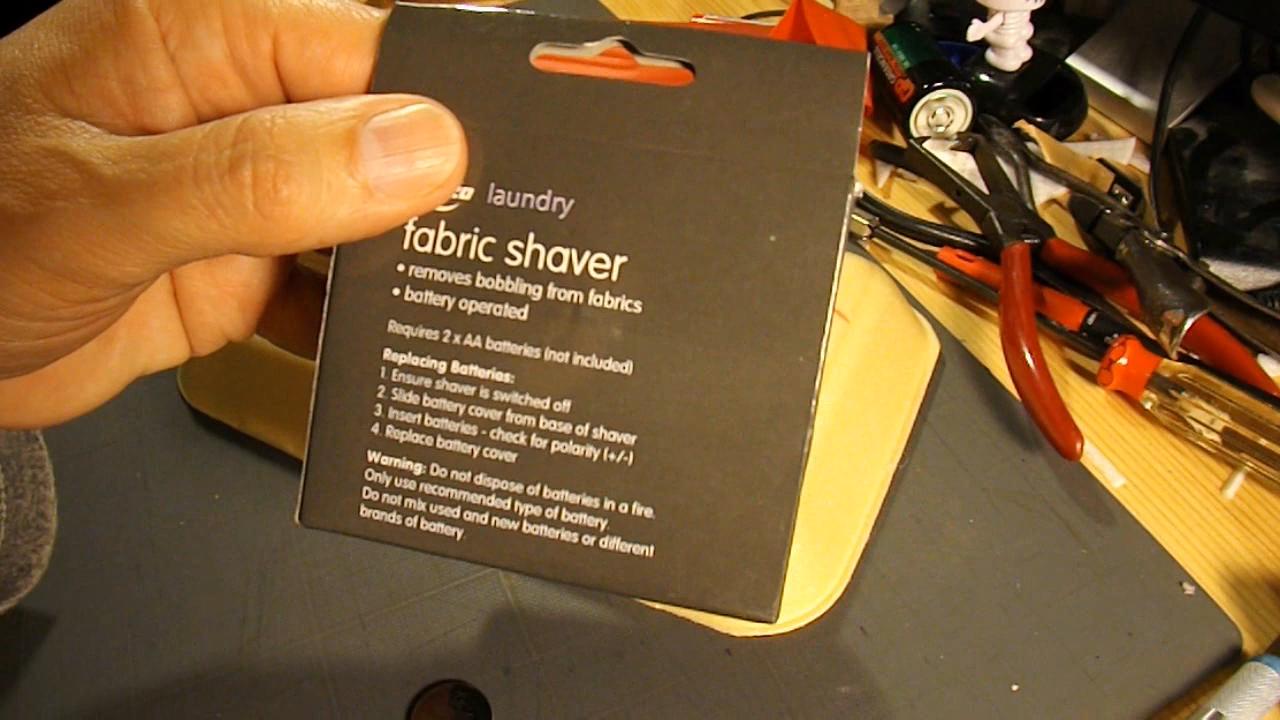 laundry
fabric shaver
• removes bobbling from fabrics
• battery operated
Requires 2 x AA batteries (not included)
Replacing Batteries:
1. Ensure shaver is switched off
2. Slide battery cover from base of shaver
3. Insert batteries - check for polarity (+/-)
4. Replace battery cover
Warning: Do not dispose of batteries in a fire.
Only use recommended type of battery.
Do not mix used and new batteries or different
brands of battery.